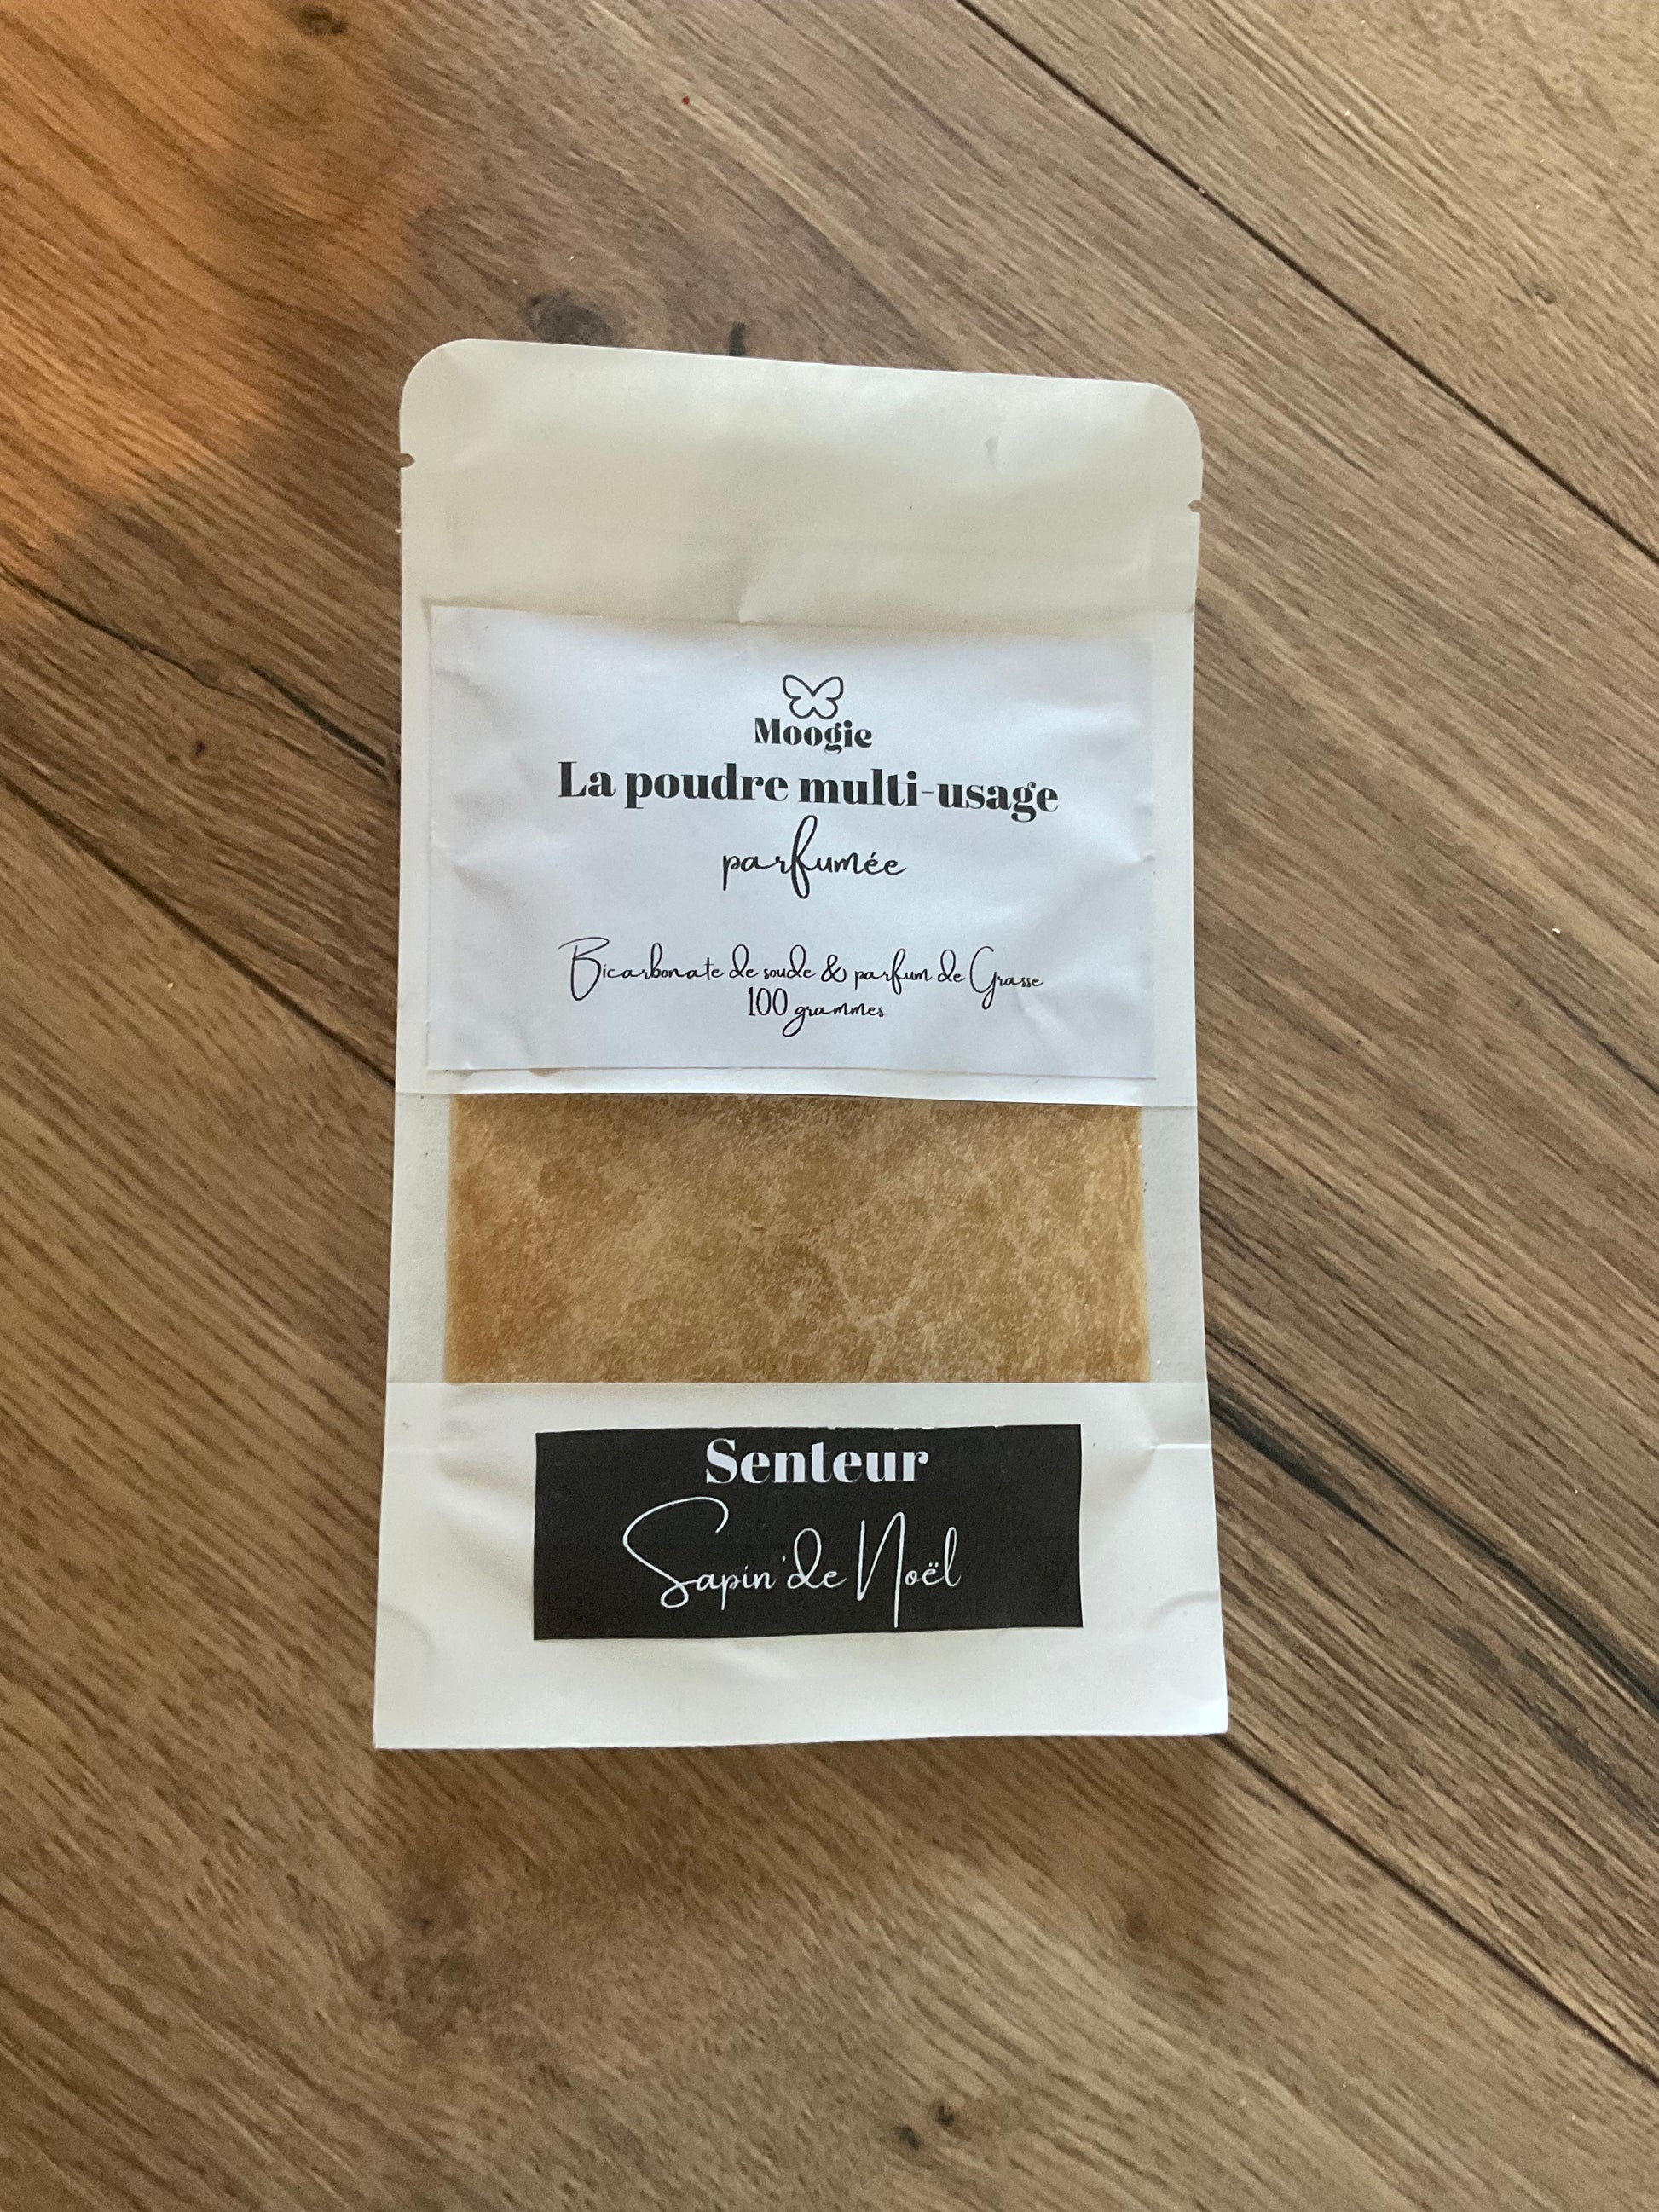 Moogie
La poudre multi-usage
parfumée
Bicarbonate de soude & parfum de Grasse
100 grammes
Senteur
Sapin de Noël